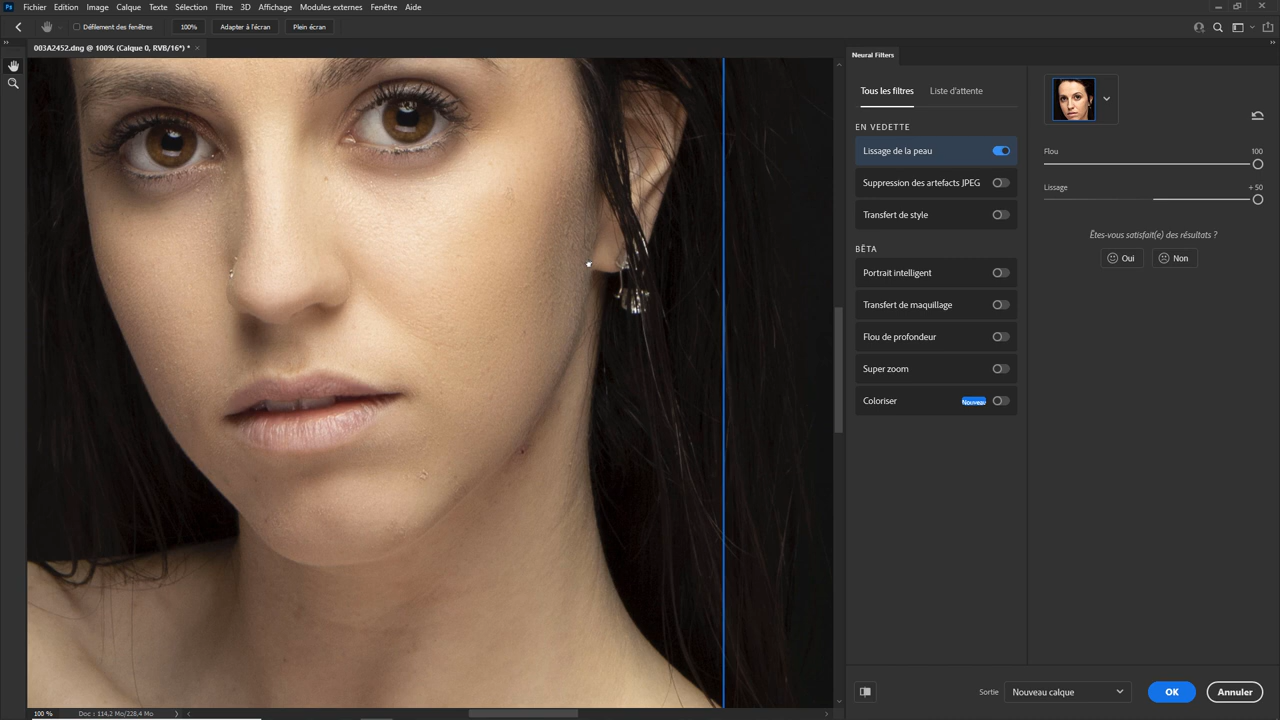 Ps Fichier Edition Image Calque Texte Sélection Filtre 3D Affichage Modules externes Fenêtre Aide
Défilement des fenêtres 100% Adapter à l'écran Plein écran
003A2452.dng @ 100% (Calque 0, RVB/16*) * ×
Neural Filters
Tous les filtres Liste d'attente
EN VEDETTE
Lissage de la peau
Suppression des artefacts JPEG
Transfert de style
BÊTA
Portrait intelligent
Transfert de maquillage
Flou de profondeur
Super zoom
Coloriser Nouveau
Flou 100
Lissage +50
Êtes-vous satisfait(e) des résultats ?
Oui Non
Sortie Nouveau calque OK Annuler
100% Doc : 114,2 Mo/228,4 Mo